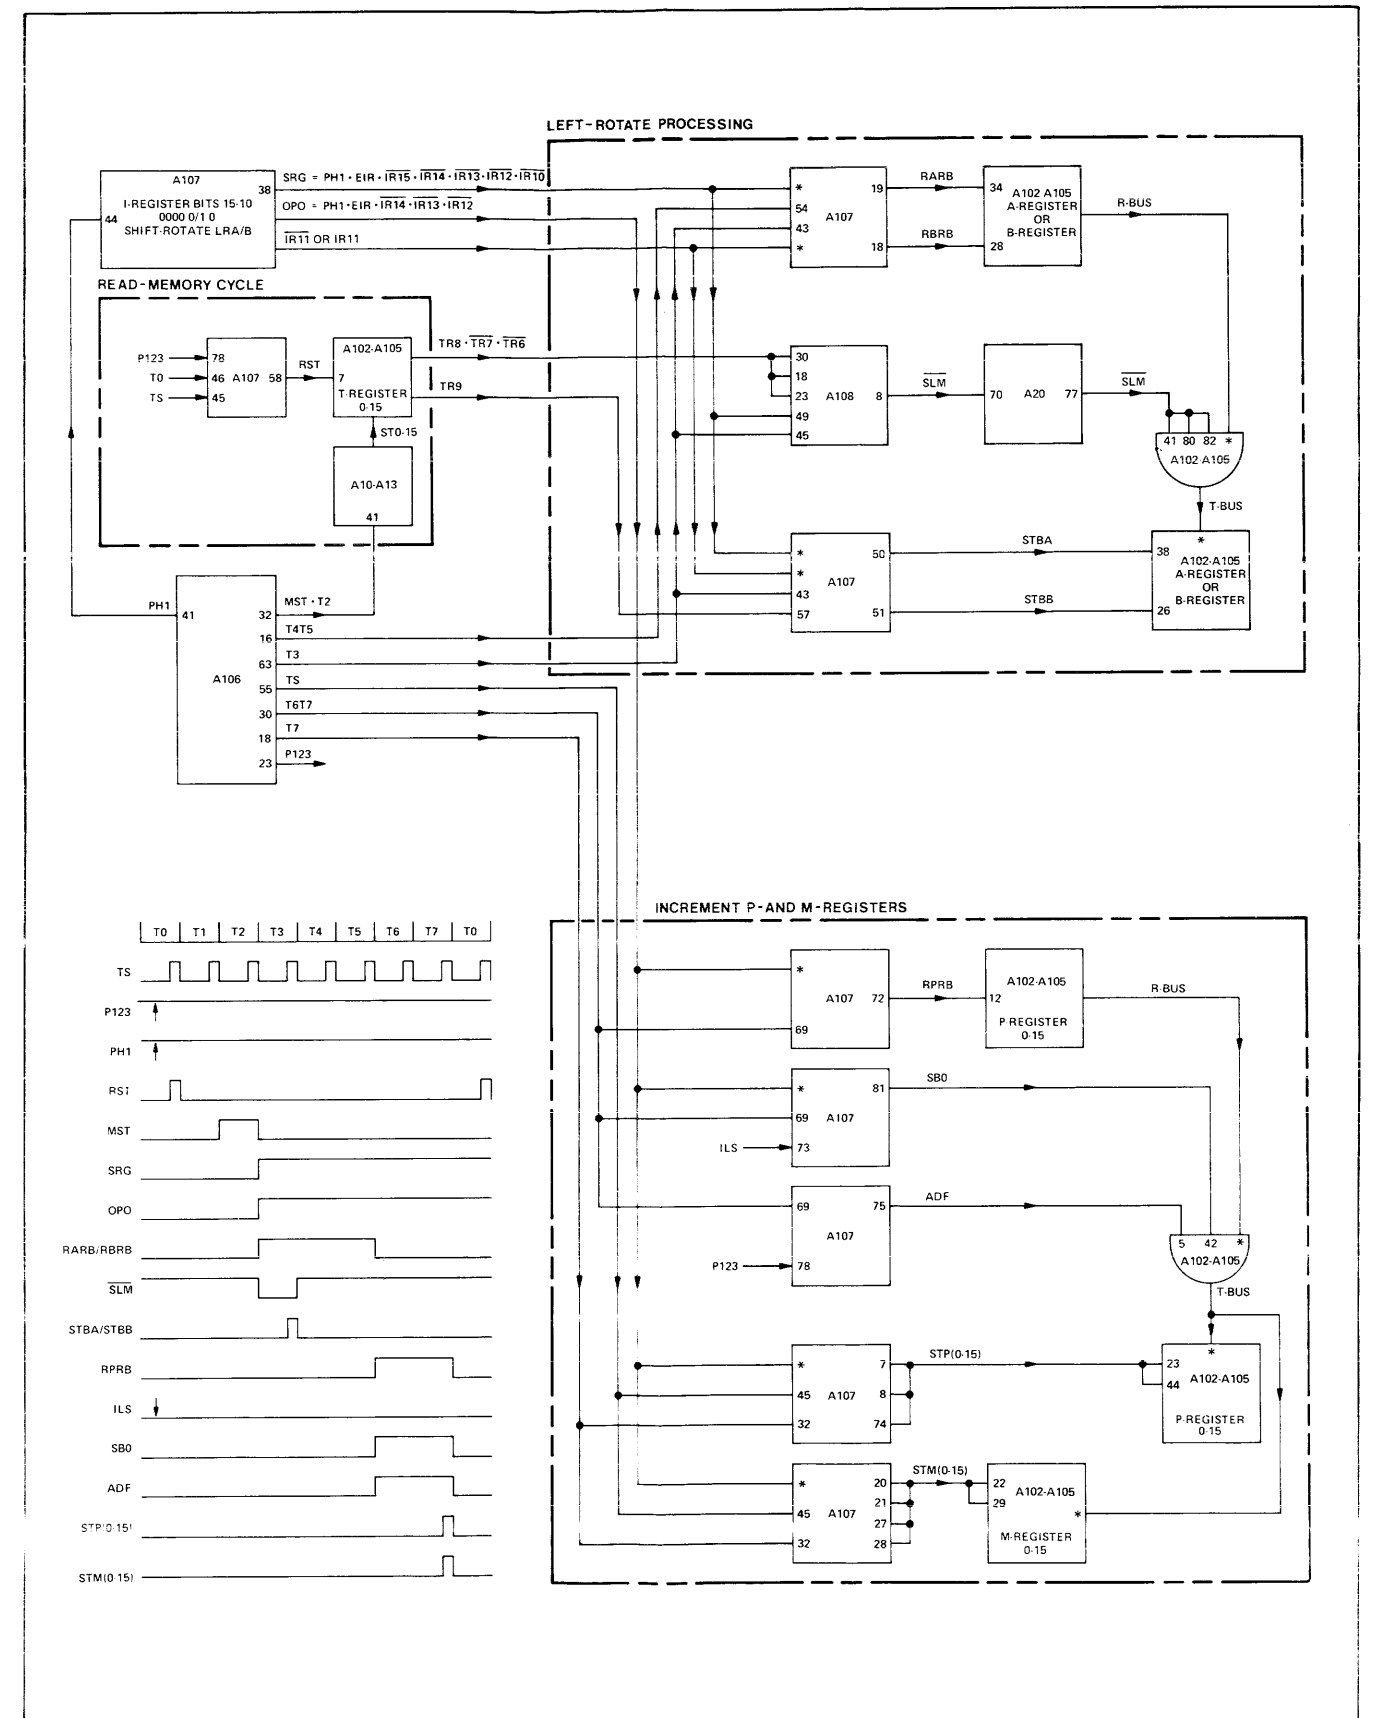 LEFT-ROTATE PROCESSING
A107
38
I-REGISTER BITS 15-10
0000 0/1 0
SHIFT-ROTATE LRA/B
44
SRG = PH1 · EIR · IR15 · IR14 · IR13 · IR12 · IR10
OPO = PH1 · EIR · IR14 · IR13 · IR12
IR11 OR IR11
*
54
43
*
A107
19
18
RARB
RBRB
34
28
A102 A105
A-REGISTER
OR
B-REGISTER
R-BUS
READ-MEMORY CYCLE
P123
T0
TS
78
46 A107 58
45
RST
A102-A105
7
T-REGISTER
0-15
ST0-15
A10-A13
41
TR8 · TR7 · TR6
TR9
30
18
23
49
45
A108
8
SLM
70 A20 77
SLM
41 80 82 *
A102-A105
T-BUS
*
*
43
57
A107
50
51
STBA
STBB
*
38
26
A102-A105
A-REGISTER
OR
B-REGISTER
PH1
41
A106
32
16
63
55
30
18
23
MST · T2
T4T5
T3
TS
T6T7
T7
P123
INCREMENT P-AND M-REGISTERS
*
A107 72
69
RPRB
A102-A105
12
P-REGISTER
0-15
R-BUS
* 81
69 A107
73
ILS
SB0
69 75
A107
78
P123
ADF
5 42 *
A102-A105
T-BUS
* 7
45 A107 8
32 74
STP(0-15)
*
23
44
A102-A105
P-REGISTER
0-15
* 20
21
45 A107 27
32 28
STM(0-15)
22
29
A102-A105
*
M-REGISTER
0-15
T0 T1 T2 T3 T4 T5 T6 T7 T0
TS
P123
PH1
RST
MST
SRG
OPO
RARB/RBRB
SLM
STBA/STBB
RPRB
ILS
SB0
ADF
STP(0-15)
STM(0-15)